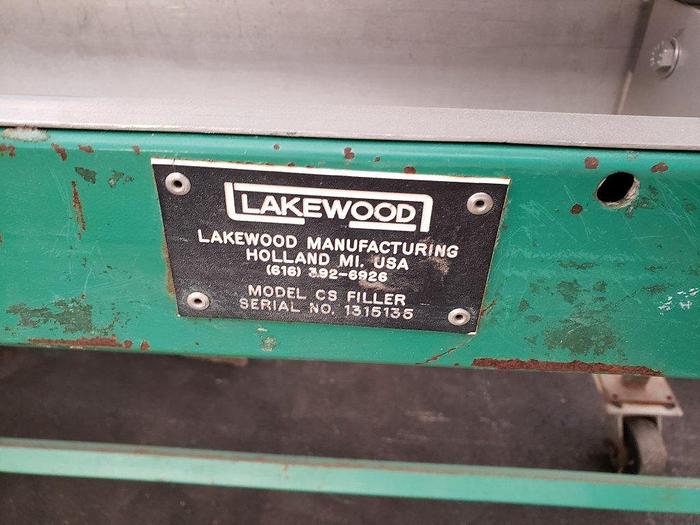 LAKEWOOD
LAKEWOOD MANUFACTURING
HOLLAND MI. USA
(616) 392-6926
MODEL CS FILLER
SERIAL NO. 1315135